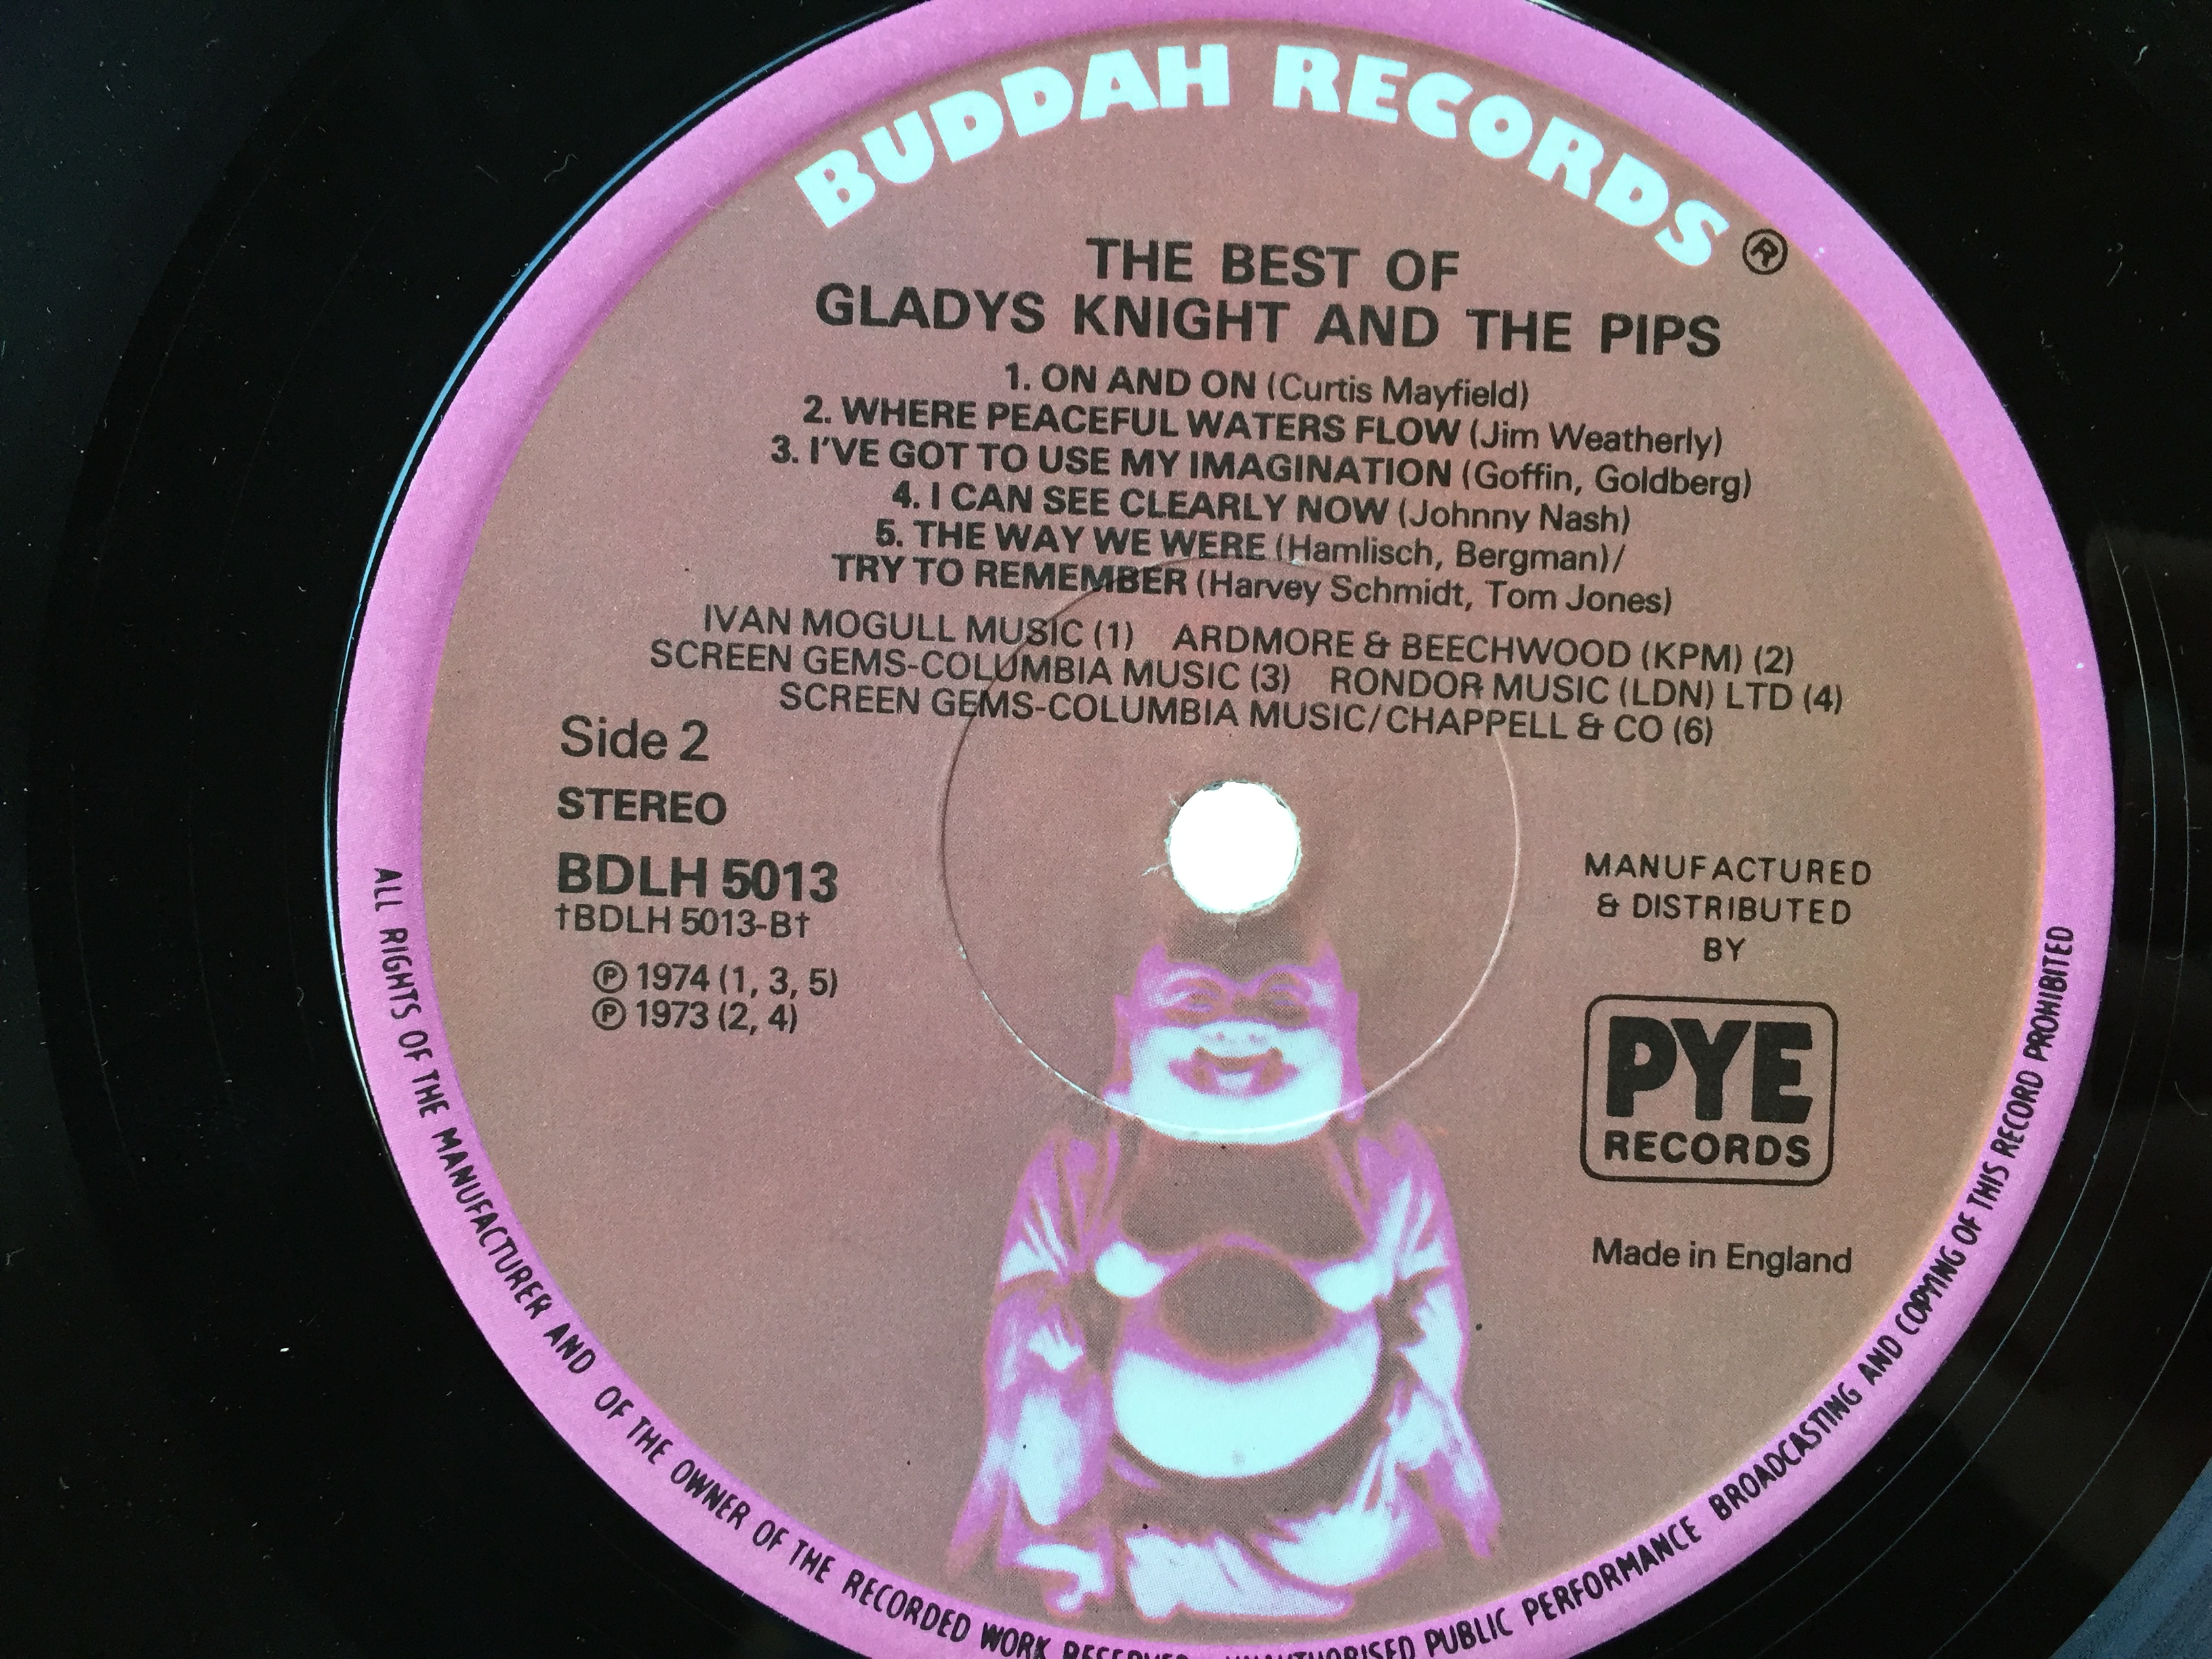 BUDDAH RECORDS ®
THE BEST OF
GLADYS KNIGHT AND THE PIPS
1. ON AND ON (Curtis Mayfield)
2. WHERE PEACEFUL WATERS FLOW (Jim Weatherly)
3. I'VE GOT TO USE MY IMAGINATION (Goffin, Goldberg)
4. I CAN SEE CLEARLY NOW (Johnny Nash)
5. THE WAY WE WERE (Hamlisch, Bergman)/
TRY TO REMEMBER (Harvey Schmidt, Tom Jones)
IVAN MOGULL MUSIC (1) ARDMORE & BEECHWOOD (KPM) (2)
SCREEN GEMS-COLUMBIA MUSIC (3) RONDOR MUSIC (LDN) LTD (4)
SCREEN GEMS-COLUMBIA MUSIC/CHAPPELL & CO (6)
Side 2
STEREO
BDLH 5013
†BDLH 5013-B†
℗ 1974 (1, 3, 5)
℗ 1973 (2, 4)
MANUFACTURED
& DISTRIBUTED
BY
PYE
RECORDS
Made in England
ALL RIGHTS OF THE MANUFACTURER AND OF THE OWNER OF THE RECORDED WORK PUBLIC PERFORMANCE BROADCASTING AND COPYING OF THIS RECORD PROHIBITED